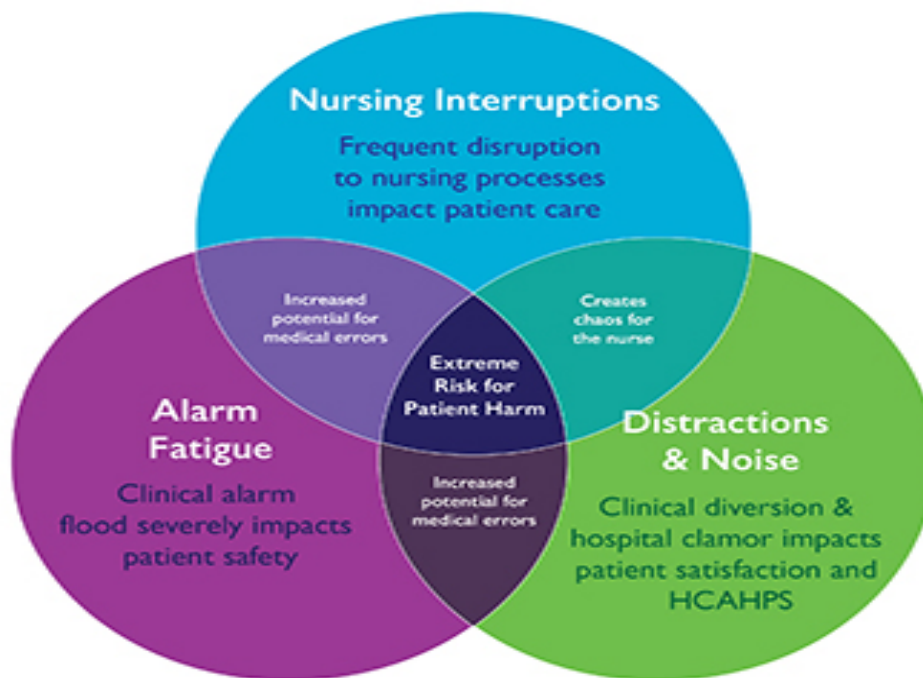 Nursing Interruptions
Frequent disruption
to nursing processes
impact patient care
Increased
potential for
medical errors
Creates
chaos for
the nurse
Extreme
Risk for
Patient Harm
Alarm
Fatigue
Clinical alarm
flood severely impacts
patient safety
Distractions
& Noise
Clinical diversion &
hospital clamor impacts
patient satisfaction and
HCAHPS
Increased
potential for
medical errors